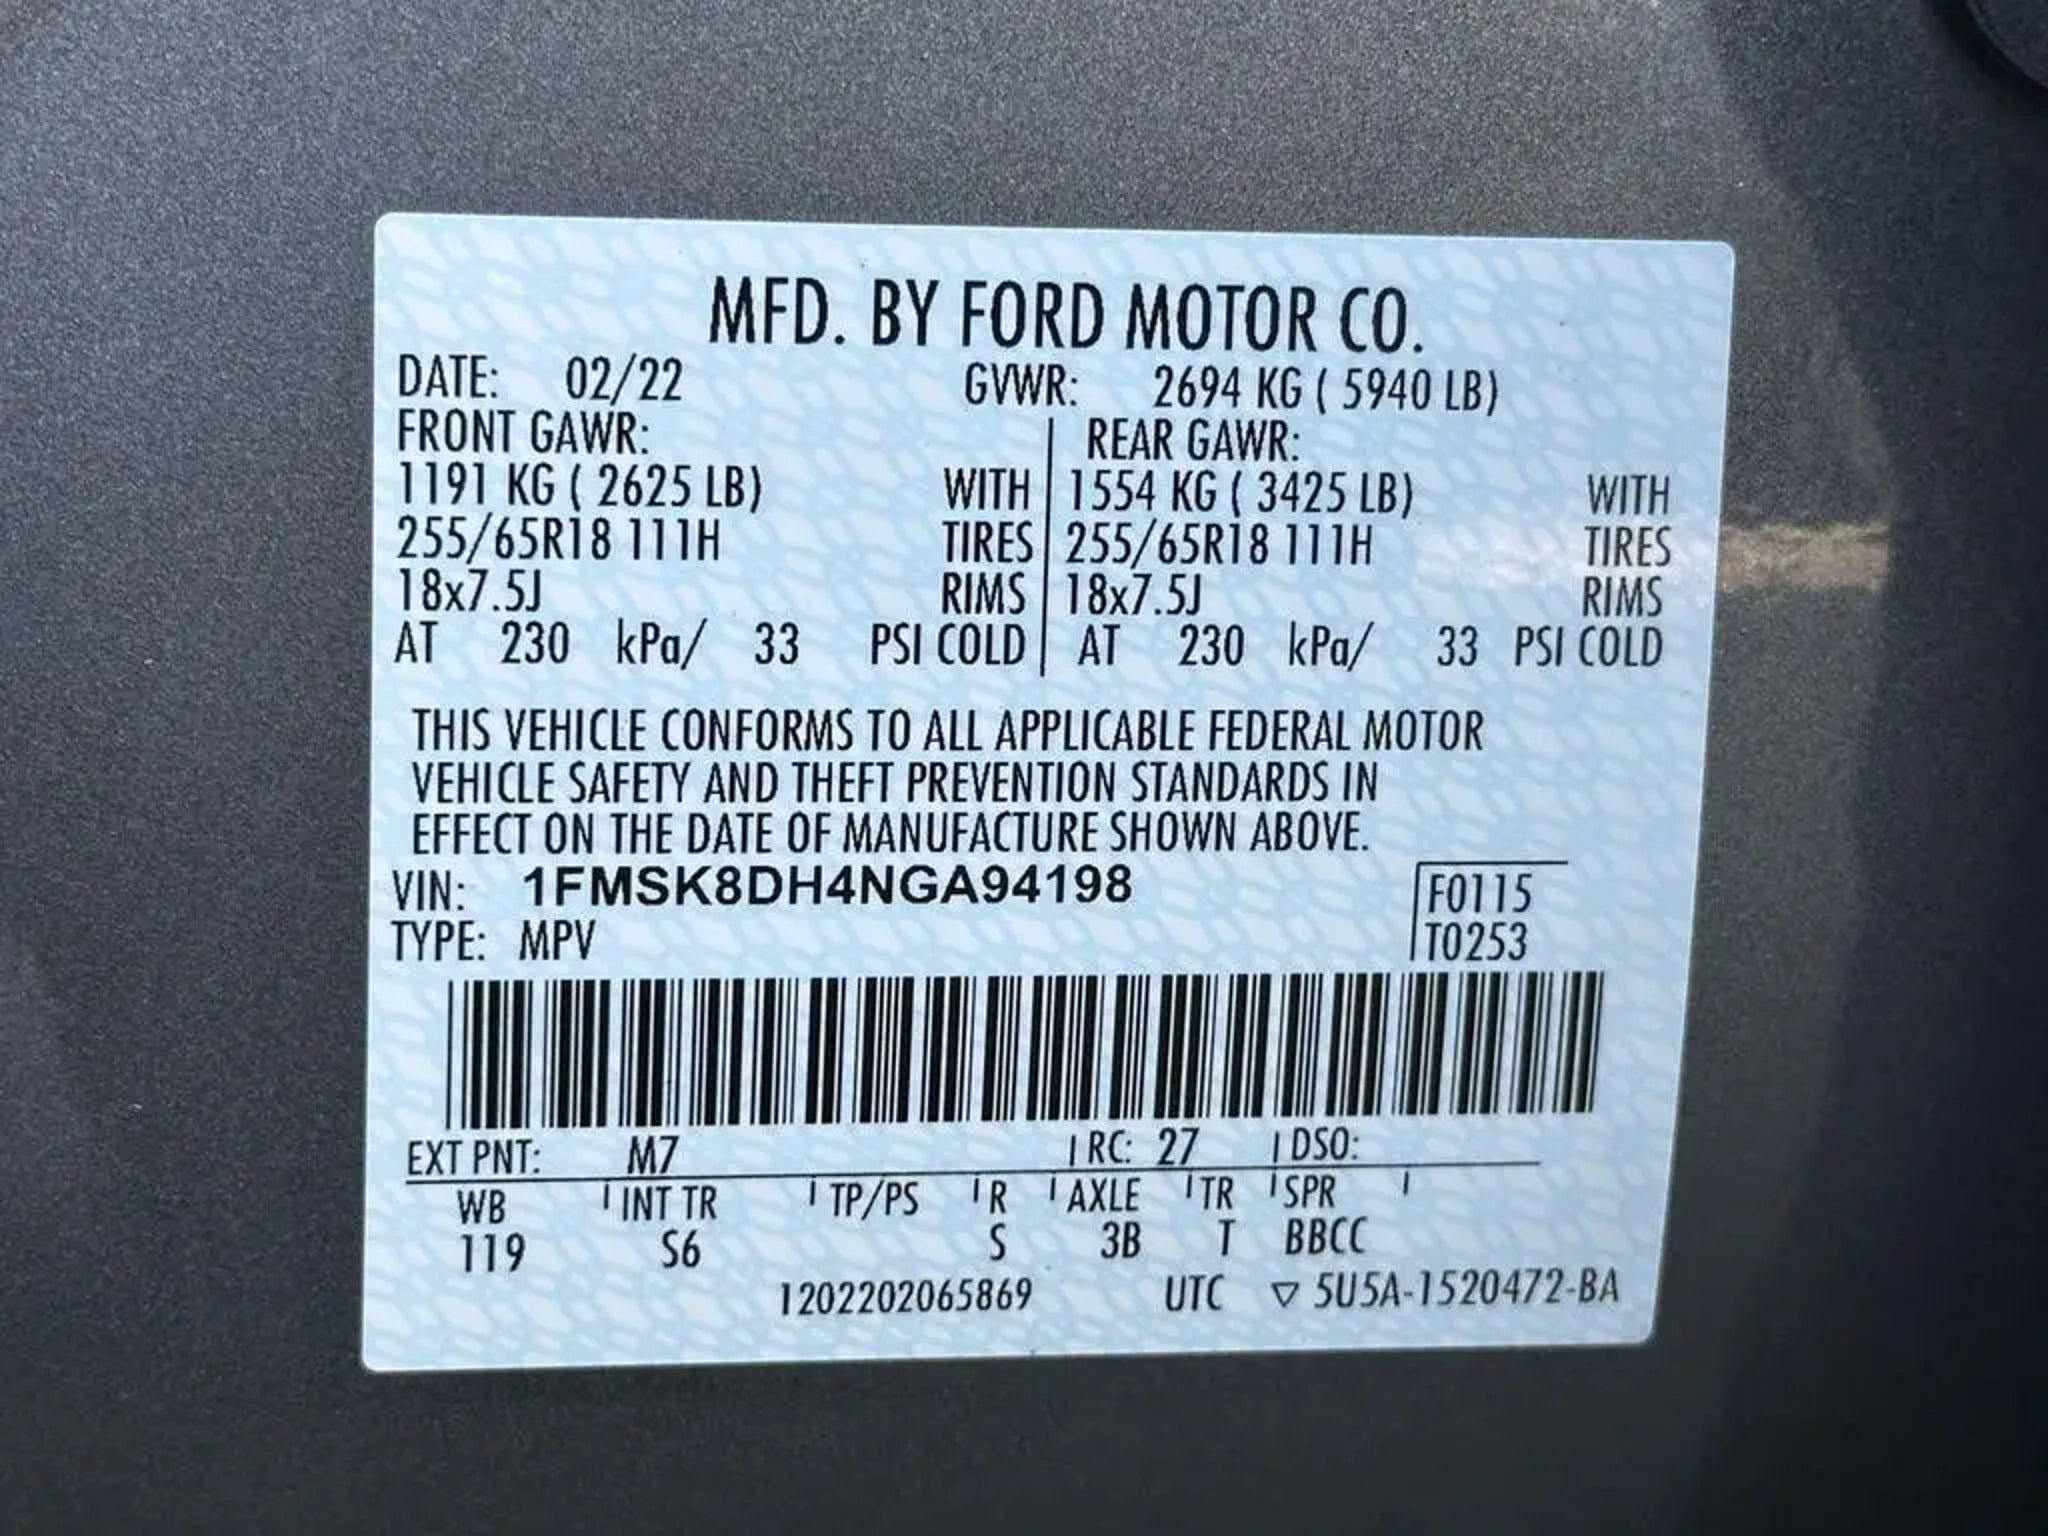 MFD. BY FORD MOTOR CO.
DATE: 02/22 GVWR: 2694 KG ( 5940 LB)
FRONT GAWR: REAR GAWR:
1191 KG ( 2625 LB) WITH 1554 KG ( 3425 LB) WITH
255/65R18 111H TIRES 255/65R18 111H TIRES
18x7.5J RIMS 18x7.5J RIMS
AT 230 kPa/ 33 PSI COLD AT 230 kPa/ 33 PSI COLD
THIS VEHICLE CONFORMS TO ALL APPLICABLE FEDERAL MOTOR
VEHICLE SAFETY AND THEFT PREVENTION STANDARDS IN
EFFECT ON THE DATE OF MANUFACTURE SHOWN ABOVE.
VIN: 1FMSK8DH4NGA94198 F0115
TYPE: MPV T0253
EXT PNT: M7 RC: 27 DSO:
WB INT TR TP/PS R AXLE TR SPR
119 S6 S 3B T BBCC
1202202065869 UTC ▽ 5U5A-1520472-BA